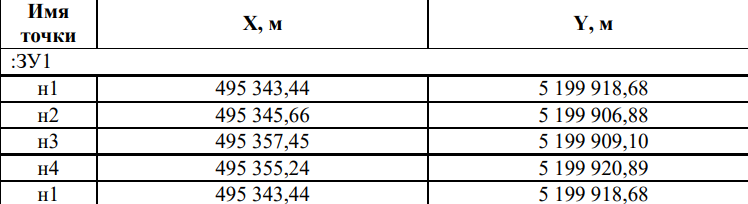 Имя точки X, м Y, м
:ЗУ1
н1 495 343,44 5 199 918,68
н2 495 345,66 5 199 906,88
н3 495 357,45 5 199 909,10
н4 495 355,24 5 199 920,89
н1 495 343,44 5 199 918,68